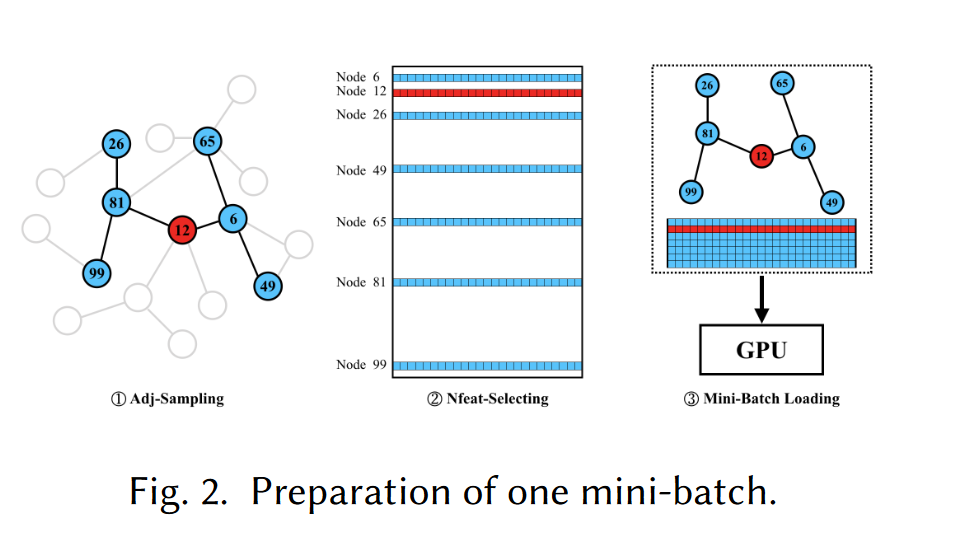 26
65
81
12
6
99
49
① Adj-Sampling
Node 6
Node 12
Node 26
Node 49
Node 65
Node 81
Node 99
② Nfeat-Selecting
26
65
81
12
6
99
49
GPU
③ Mini-Batch Loading
Fig. 2. Preparation of one mini-batch.